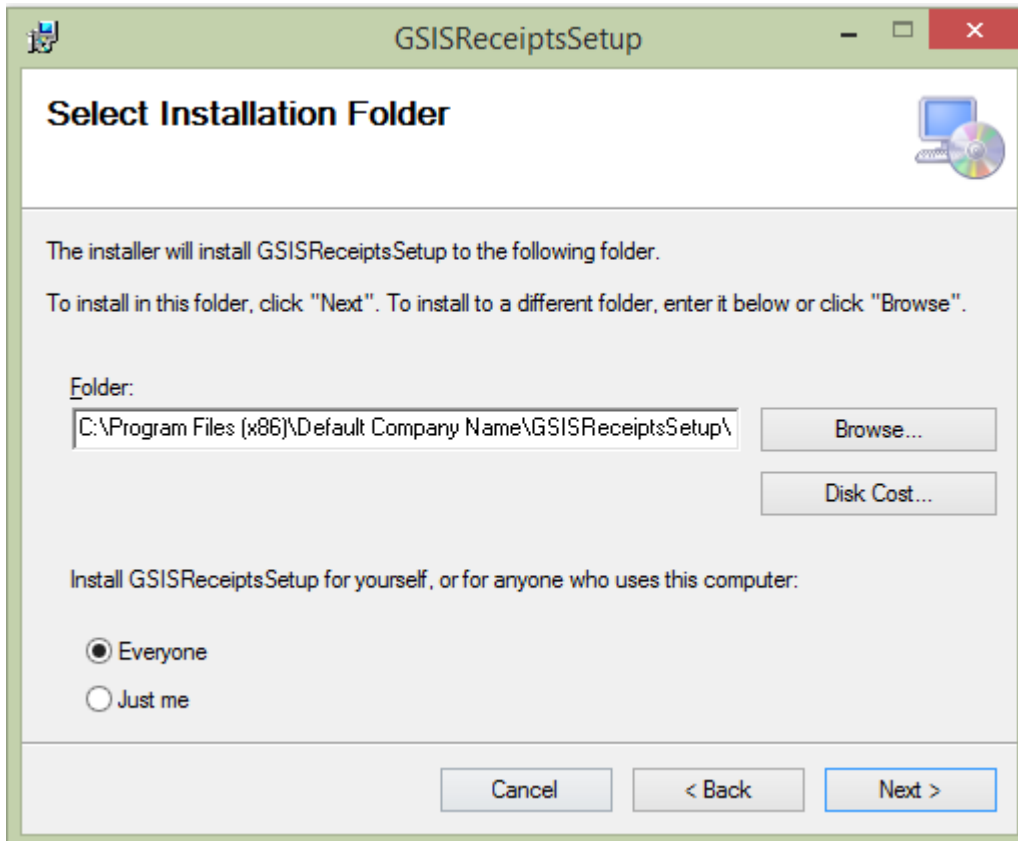 GSISReceiptsSetup
Select Installation Folder
The installer will install GSISReceiptsSetup to the following folder.
To install in this folder, click "Next". To install to a different folder, enter it below or click "Browse".
Folder:
C:\Program Files (x86)\Default Company Name\GSISReceiptsSetup\
Browse...
Disk Cost...
Install GSISReceiptsSetup for yourself, or for anyone who uses this computer:
Everyone
Just me
Cancel
< Back
Next >